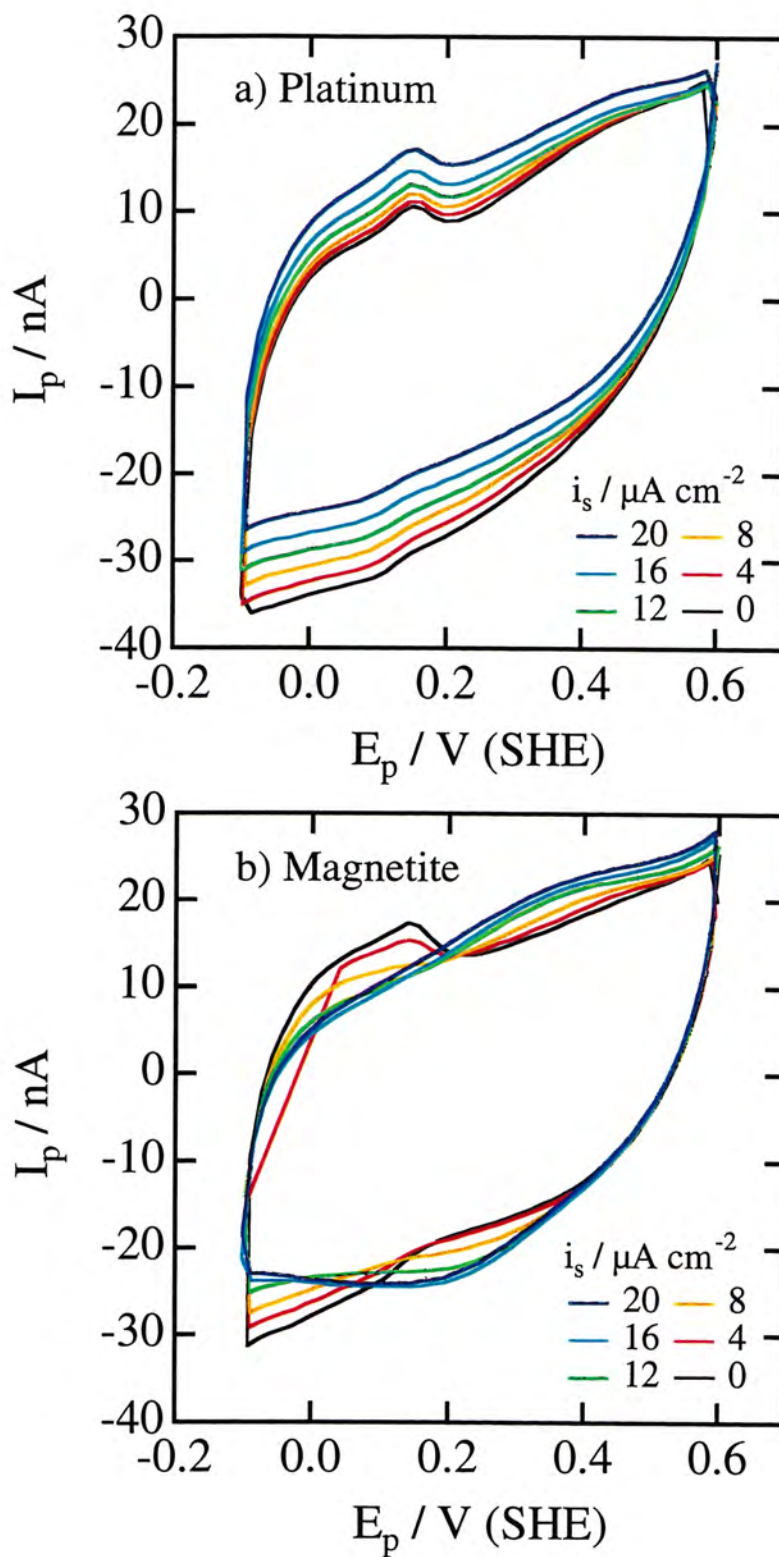 30
20
10
0
-10
-20
-30
-40
I_p / nA
a) Platinum
i_s / μA cm^-2
20 8
16 4
12 0
-0.2 0.0 0.2 0.4 0.6
E_p / V (SHE)
30
20
10
0
-10
-20
-30
-40
I_p / nA
b) Magnetite
i_s / μA cm^-2
20 8
16 4
12 0
-0.2 0.0 0.2 0.4 0.6
E_p / V (SHE)